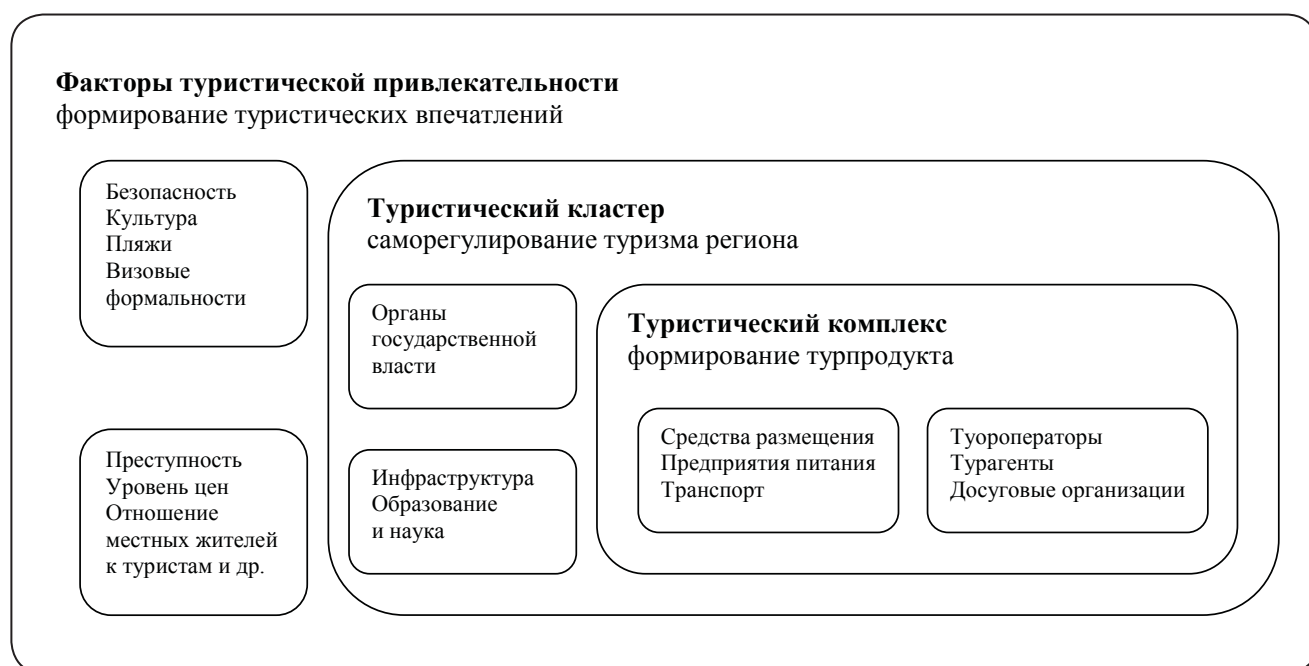 Факторы туристической привлекательности
формирование туристических впечатлений
Безопасность
Культура
Пляжи
Визовые
формальности
Преступность
Уровень цен
Отношение
местных жителей
к туристам и др.
Туристический кластер
саморегулирование туризма региона
Органы
государственной
власти
Инфраструктура
Образование
и наука
Туристический комплекс
формирование турпродукта
Средства размещения
Предприятия питания
Транспорт
Туороператоры
Турагенты
Досуговые организации